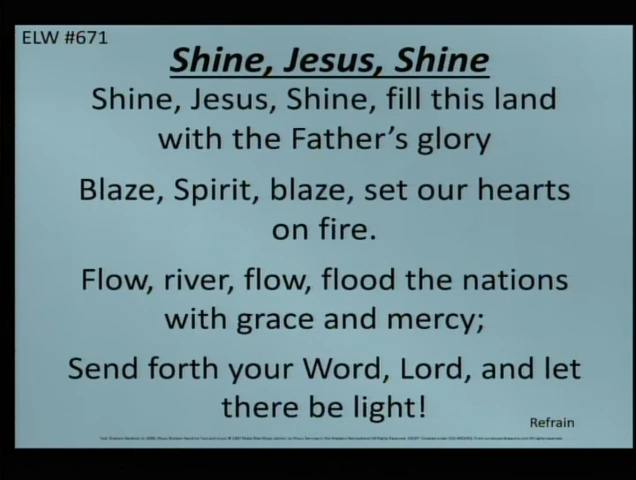 ELW #671
Shine, Jesus, Shine
Shine, Jesus, Shine, fill this land
with the Father's glory
Blaze, Spirit, blaze, set our hearts
on fire.
Flow, river, flow, flood the nations
with grace and mercy;
Send forth your Word, Lord, and let
there be light!
Refrain